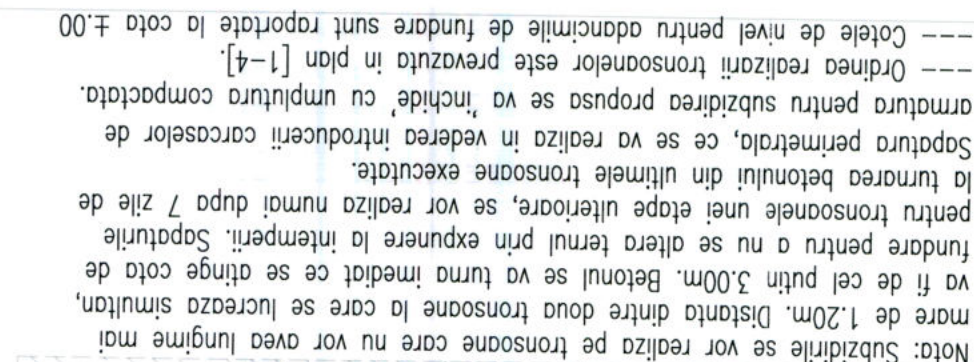 Nota: Subzidirile se vor realiza pe tronsoane care nu vor avea lungime mai
mare de 1.20m. Distanta dintre doua tronsoane la care se lucreaza simultan,
va fi de cel putin 3.00m. Betonul se va turna imediat ce se atinge cota de
fundare pentru a nu se altera ternul prin expunere la intemperii. Sapaturile
pentru tronsoanele unei etape ulterioare, se vor realiza numai dupa 7 zile de
la turnarea betonului din ultimele tronsoane executate.
Sapatura perimetrala, ce se va realiza in vederea introducerii carcaselor de
armatura pentru subzidirea propusa se va 'inchide' cu umplutura compactata.
--- Ordinea realizarii tronsoanelor este prevazuta in plan [1-4].
--- Cotele de nivel pentru adancimile de fundare sunt raportate la cota ±.00